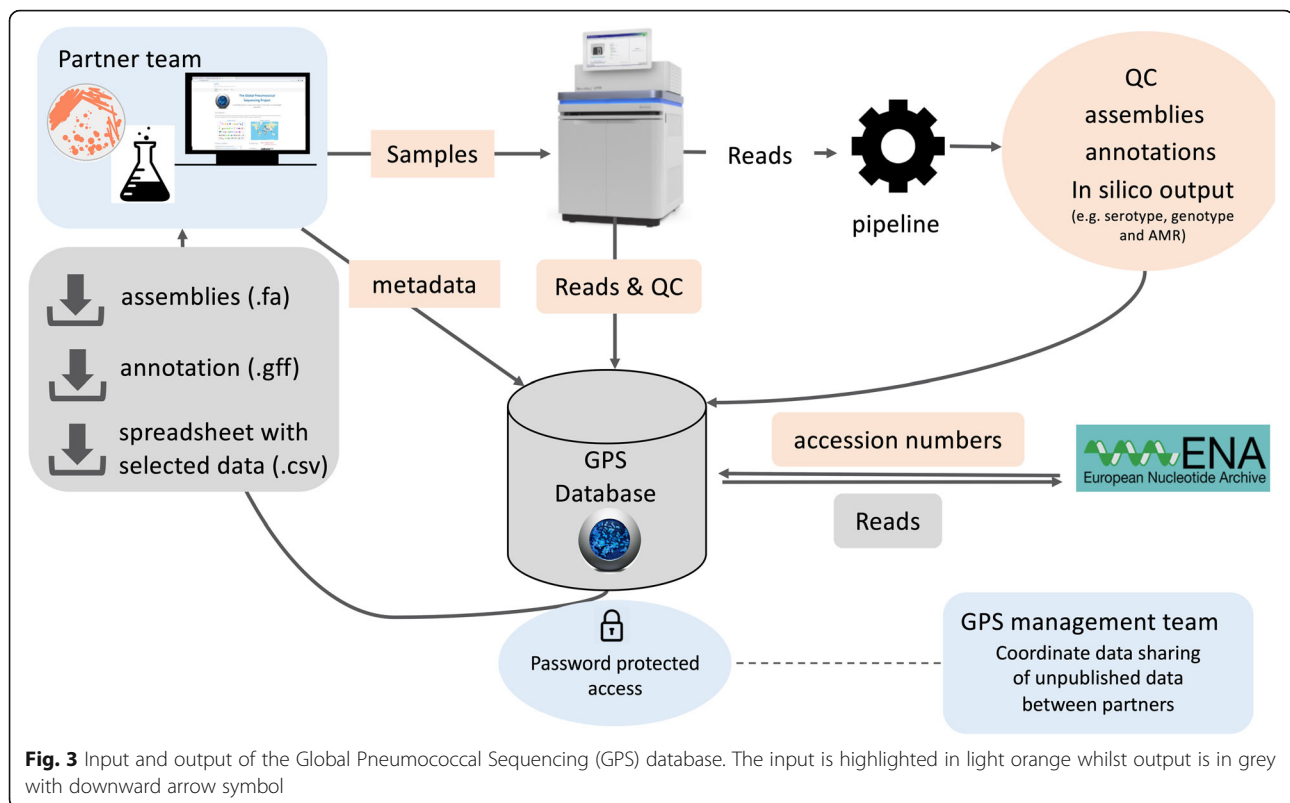 Partner team
Samples
Reads
pipeline
QC
assemblies
annotations
In silico output
(e.g. serotype, genotype
and AMR)
metadata
Reads & QC
assemblies (.fa)
annotation (.gff)
spreadsheet with
selected data (.csv)
GPS
Database
accession numbers
Reads
ENA
European Nucleotide Archive
Password protected
access
GPS management team
Coordinate data sharing
of unpublished data
between partners
Fig. 3 Input and output of the Global Pneumococcal Sequencing (GPS) database. The input is highlighted in light orange whilst output is in grey
with downward arrow symbol